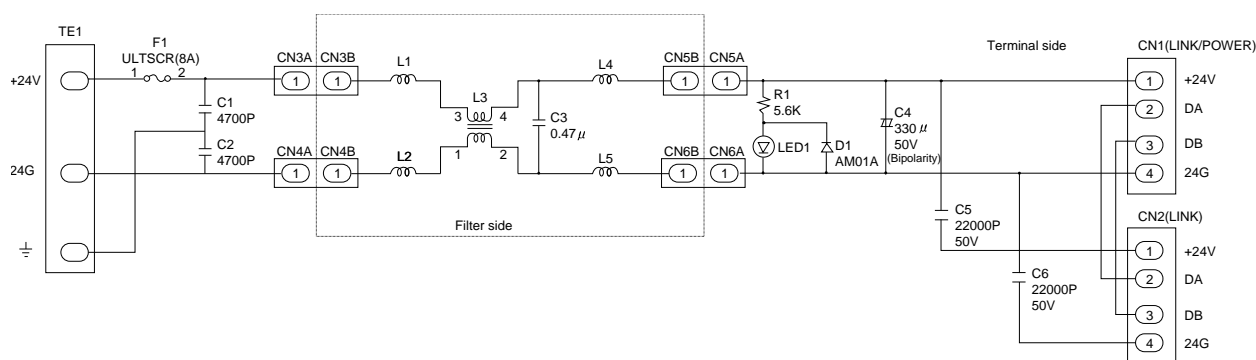 TE1
+24V
24G
F1
ULTSCR(8A)
1 2
C1
4700P
C2
4700P
CN3A CN3B
1 1
CN4A CN4B
1 1
L1
L2
L3
3 4
1 2
C3
0.47μ
L4
L5
Filter side
CN5B CN5A
1 1
CN6B CN6A
1 1
R1
5.6K
LED1
D1
AM01A
C4
330μ
50V
(Bipolarity)
Terminal side
C5
22000P
50V
C6
22000P
50V
CN1(LINK/POWER)
1 +24V
2 DA
3 DB
4 24G
CN2(LINK)
1 +24V
2 DA
3 DB
4 24G